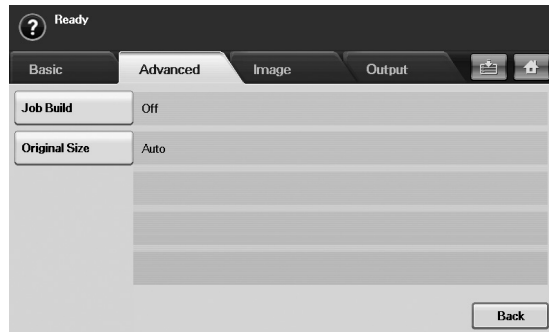 ? Ready
Basic Advanced Image Output
Job Build Off
Original Size Auto
Back